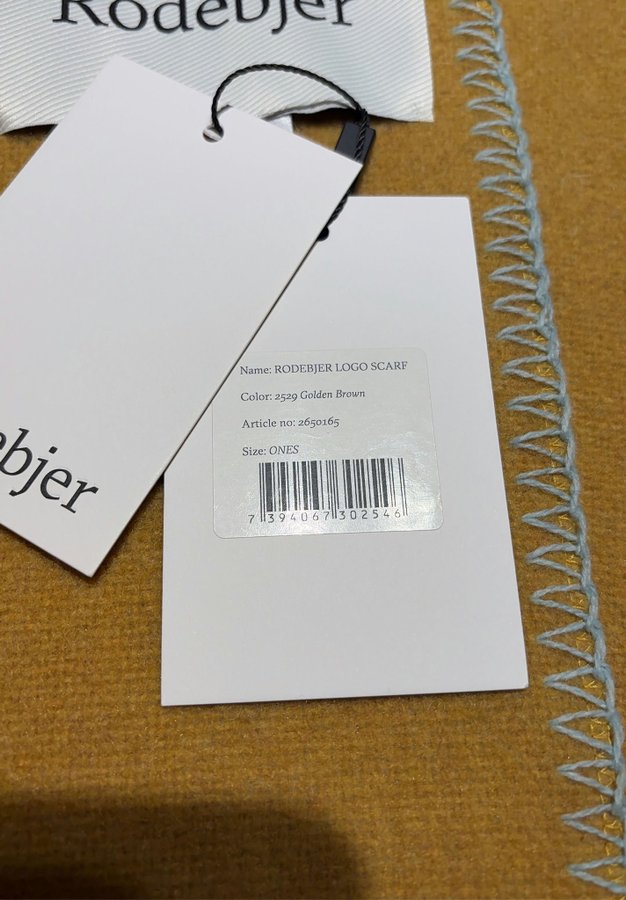 Rodebjer
ebjer
Name: RODEBJER LOGO SCARF
Color: 2529 Golden Brown
Article no: 2650165
Size: ONES
7 394067 302546